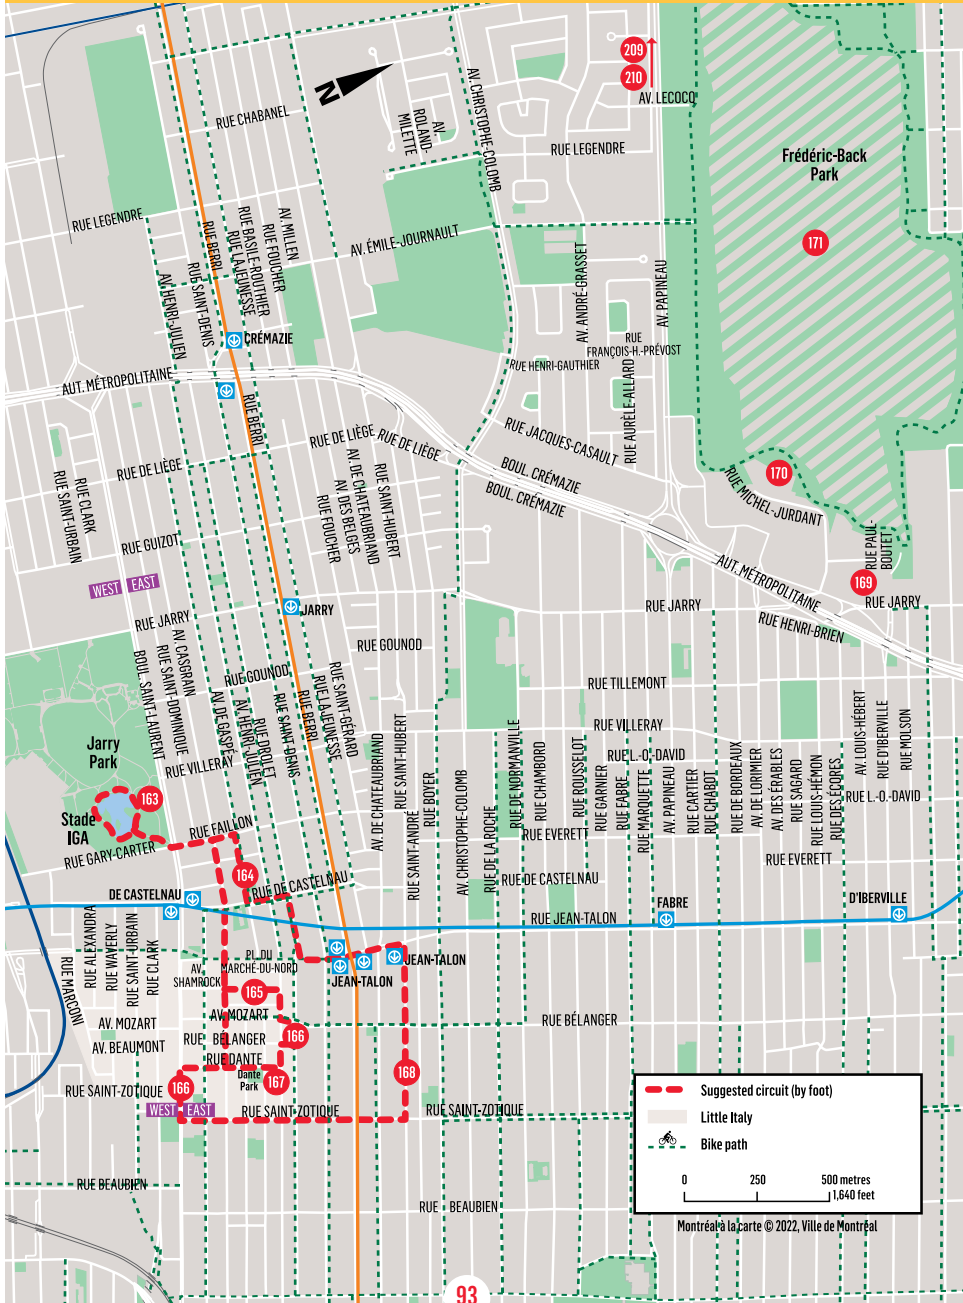 209
210
AV. LECOCQ
N
RUE CHABANEL
AV.
ROLAND-
MILETTE
AV. CHRISTOPHE-COLOMB
RUE LEGENDRE
Frédéric-Back
Park
171
RUE LEGENDRE
RUE BERRI
RUE BASILE-ROUTHIER
RUE LAJEUNESSE
RUE FOUCHER
AV. MILLEN
AV. ÉMILE-JOURNAULT
AV. HENRI-JULIEN
RUE SAINT-DENIS
AV. ANDRÉ-GRASSET
AV. PAPINEAU
CRÉMAZIE
RUE
FRANÇOIS-H.-PRÉVOST
RUE HENRI-GAUTHIER
AUT. MÉTROPOLITAINE
RUE BERRI
RUE AURÈLE-ALLARD
RUE JACQUES-CASAULT
RUE DE LIÈGE
RUE DE LIÈGE
RUE DE LIÈGE
BOUL. CRÉMAZIE
BOUL. CRÉMAZIE
RUE SAINT-URBAIN
RUE CLARK
RUE FOUCHER
AV. DES BELGES
AV. DE CHATEAUBRIAND
RUE SAINT-HUBERT
170
RUE MICHEL-JURDANT
RUE GUIZOT
RUE PAUL-
BOUTET
AUT. MÉTROPOLITAINE
169
WEST
EAST
RUE JARRY
JARRY
RUE JARRY
RUE JARRY
RUE HENRI-BRIEN
RUE GOUNOD
RUE GOUNOD
BOUL. SAINT-LAURENT
RUE SAINT-DOMINIQUE
AV. CASGRAIN
AV. DE GASPÉ
AV. HENRI-JULIEN
RUE DROLET
RUE SAINT-DENIS
RUE BERRI
RUE LAJEUNESSE
RUE SAINT-GÉRARD
RUE TILLEMONT
RUE VILLERAY
Jarry
Park
RUE VILLERAY
RUE L.-O.-DAVID
AV. DE CHATEAUBRIAND
RUE SAINT-HUBERT
RUE SAINT-ANDRÉ
RUE BOYER
AV. CHRISTOPHE-COLOMB
RUE DE LA ROCHE
RUE DE NORMANVILLE
RUE CHAMBORD
RUE ROUSSELOT
RUE GARNIER
RUE FABRE
RUE MARQUETTE
AV. PAPINEAU
RUE CARTIER
RUE CHABOT
RUE DE BORDEAUX
AV. DE LORIMIER
AV. DES ÉRABLES
RUE SAGARD
RUE LOUIS-HÉMON
RUE DES ÉCORES
AV. LOUIS-HÉBERT
RUE D'IBERVILLE
RUE MOLSON
RUE L.-O.-DAVID
163
Stade
IGA
RUE FAILLON
RUE GARY-CARTER
RUE EVERETT
RUE EVERETT
164
RUE DE CASTELNAU
RUE DE CASTELNAU
DE CASTELNAU
FABRE
D'IBERVILLE
RUE JEAN-TALON
RUE MARCONI
RUE ALEXANDRA
RUE WAVERLY
RUE SAINT-URBAIN
RUE CLARK
PL. DU
MARCHÉ-DU-NORD
AV.
SHAMROCK
JEAN-TALON
JEAN-TALON
165
AV. MOZART
AV. MOZART
RUE BÉLANGER
RUE BÉLANGER
166
AV. BEAUMONT
RUE DANTE
Dante
Park
167
168
166
RUE SAINT-ZOTIQUE
WEST
EAST
RUE SAINT-ZOTIQUE
RUE SAINT-ZOTIQUE
Suggested circuit (by foot)
Little Italy
Bike path
0
250
500 metres
1,640 feet
RUE BEAUBIEN
RUE BEAUBIEN
Montréal à la carte © 2022, Ville de Montréal
93